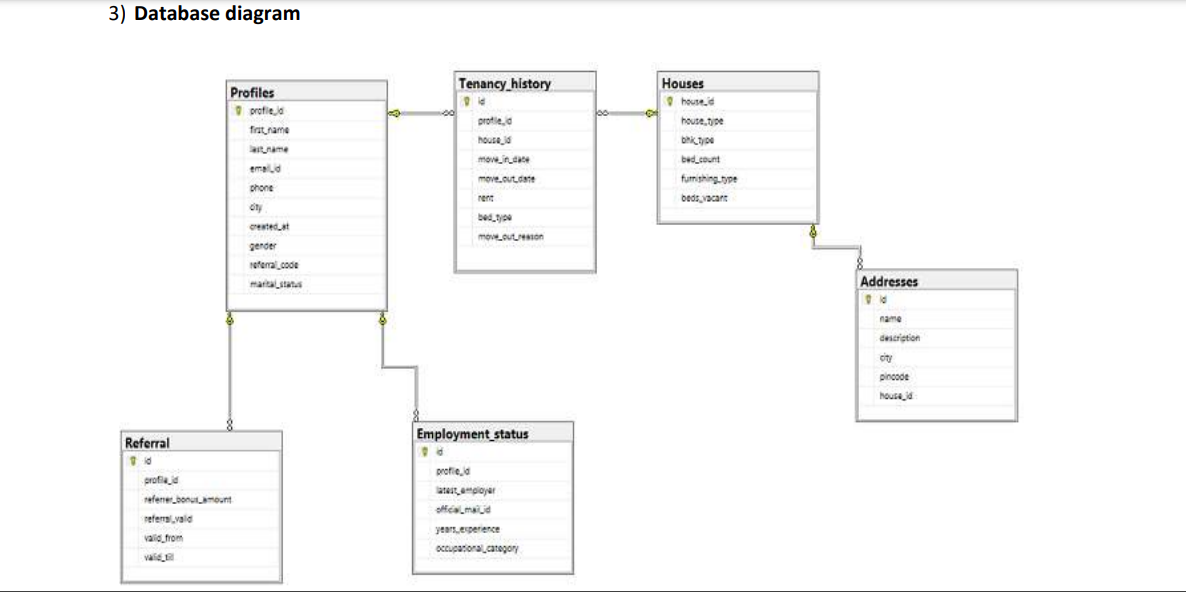 3) Database diagram
Profiles
profile_id
first_name
last_name
email_id
phone
city
created_at
gender
referral_code
marital_status
Tenancy_history
id
profile_id
house_id
move_in_date
move_out_date
rent
bed_type
move_out_reason
Houses
house_id
house_type
bhk_type
bed_count
furnishing_type
beds_vacant
Addresses
id
name
description
city
pincode
house_id
Referral
id
profile_id
referrer_bonus_amount
referral_valid
valid_from
valid_till
Employment_status
id
profile_id
latest_employer
official_mail_id
years_experience
occupational_category